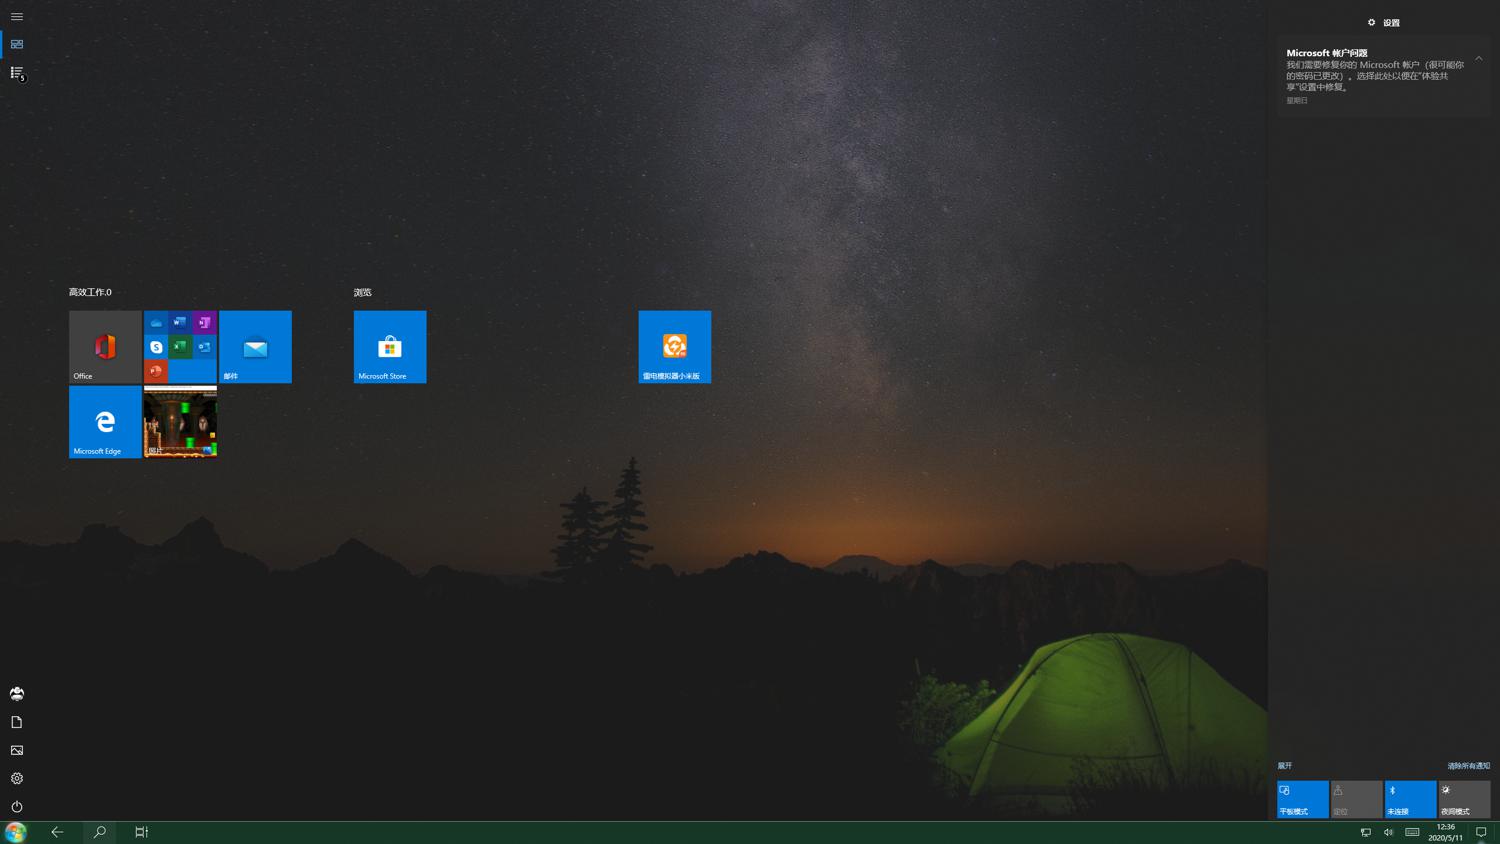 5
设置
Microsoft 帐户问题
我们需要修复你的 Microsoft 帐户（很可能你
的密码已更改）。选择此处以便在"体验共
享"设置中修复。
星期日
高效工作.0
浏览
Office
邮件
Microsoft Store
雷电模拟器小米版
Microsoft Edge
照片
展开
清除所有通知
平板模式
定位
未连接
夜间模式
12:36
2020/5/11